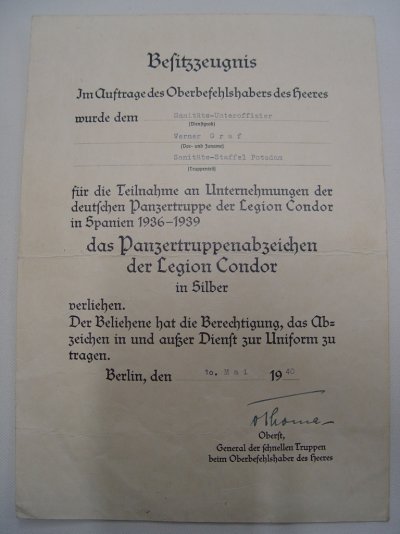 Besitzzeugnis
Im Auftrage des Oberbefehlshabers des Heeres
wurde dem Sanitäts-Unteroffizier
(Dienstgrad)
Werner Graf
(Vor- und Zuname)
Sanitäts-Staffel Potsdam
(Truppenteil)
für die Teilnahme an Unternehmungen der
deutschen Panzertruppe der Legion Condor
in Spanien 1936-1939
das Panzertruppenabzeichen
der Legion Condor
in Silber
verliehen.
Der Beliehene hat die Berechtigung, das Ab=
zeichen in und außer Dienst zur Uniform zu
tragen.
Berlin, den 10. Mai 1940
Thoma
Oberst,
General der schnellen Truppen
beim Oberbefehlshaber des Heeres